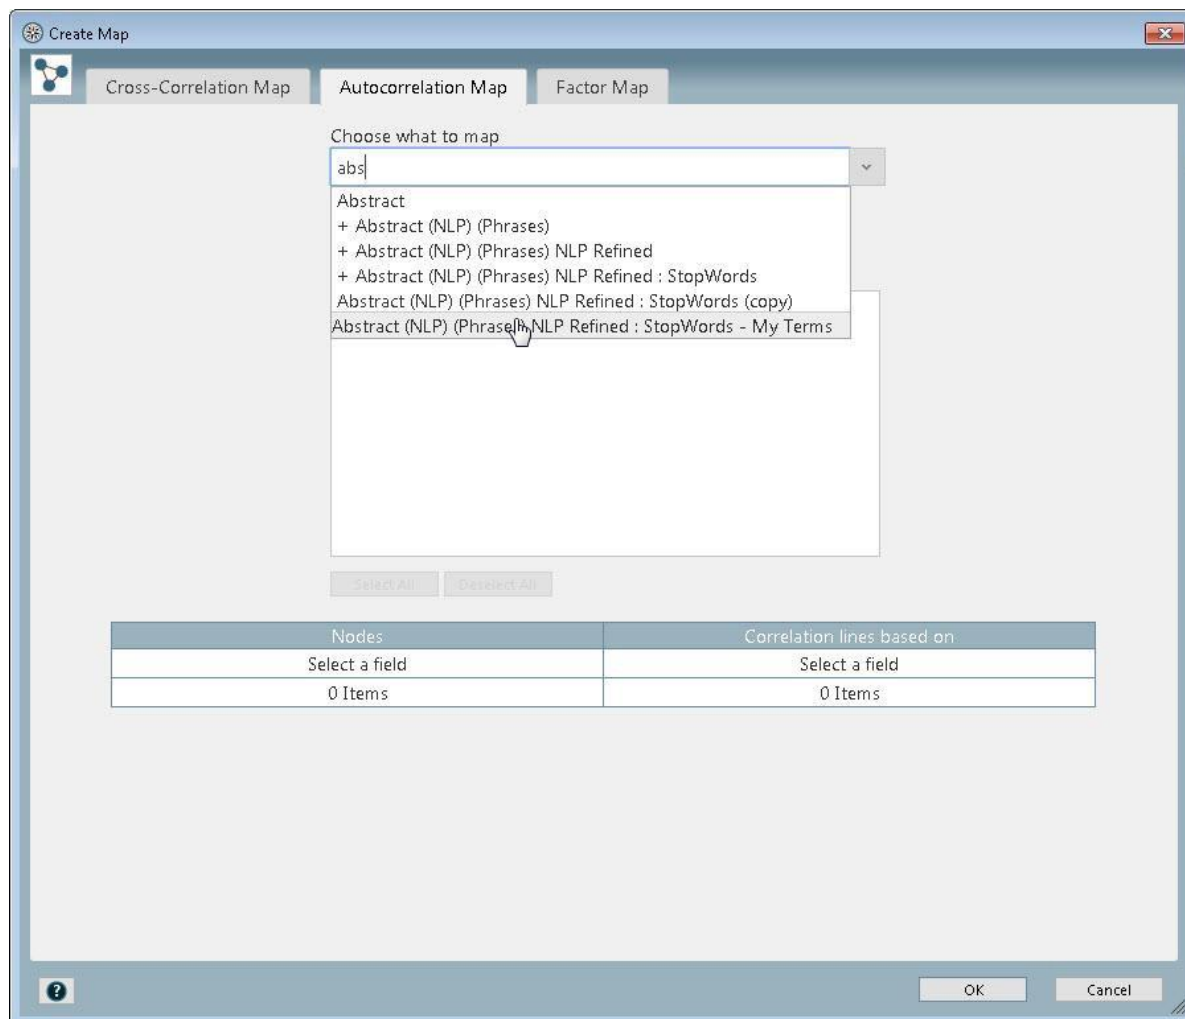 Create Map
Cross-Correlation Map Autocorrelation Map Factor Map
Choose what to map
abs
Abstract
+ Abstract (NLP) (Phrases)
+ Abstract (NLP) (Phrases) NLP Refined
+ Abstract (NLP) (Phrases) NLP Refined : StopWords
Abstract (NLP) (Phrases) NLP Refined : StopWords (copy)
Abstract (NLP) (Phrase NLP Refined : StopWords - My Terms
Select All Deselect All
Nodes Correlation lines based on
Select a field Select a field
0 Items 0 Items
? OK Cancel